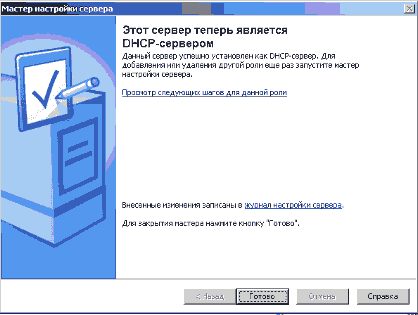 Мастер настройки сервера
Этот сервер теперь является
DHCP-сервером
Данный сервер успешно установлен как DHCP-сервер. Для
добавления или удаления другой роли еще раз запустите мастер
настройки сервера.
Просмотр следующих шагов для данной роли
Внесенные изменения записаны в журнал настройки сервера.
Для закрытия мастера нажмите кнопку "Готово".
< Назад Готово Отмена Справка